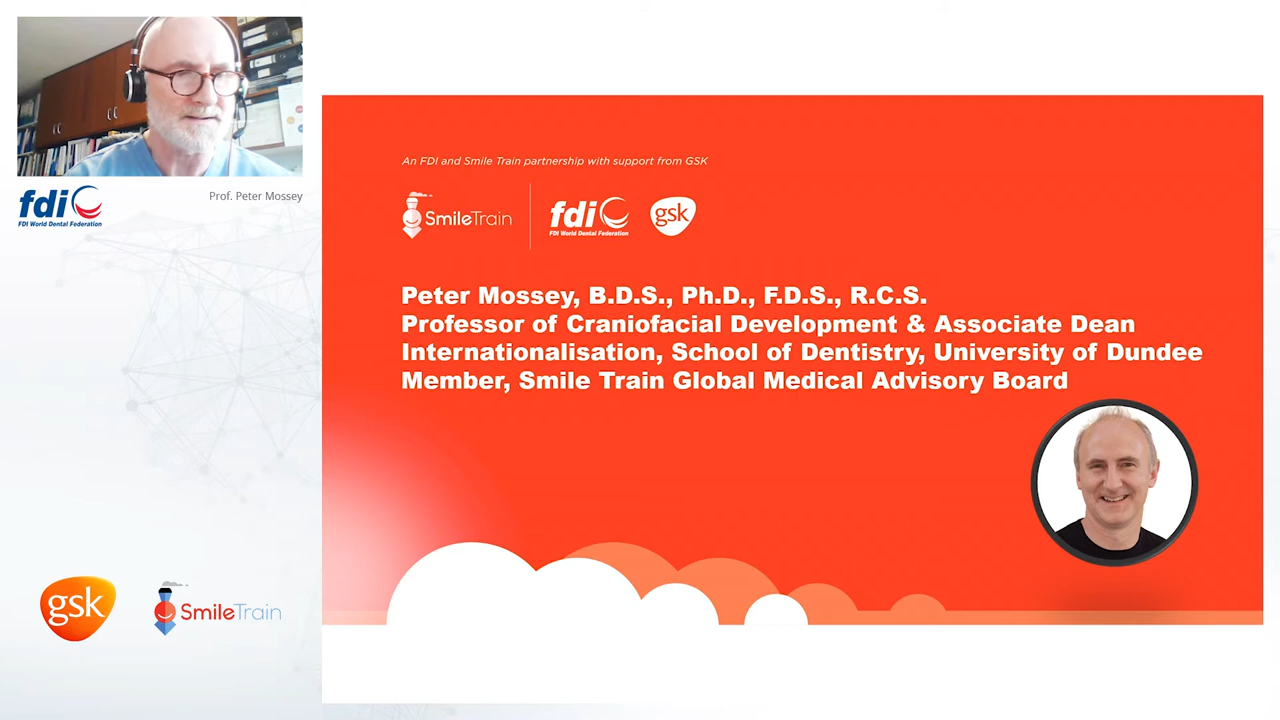 fdi
FDI World Dental Federation
Prof. Peter Mossey
gsk
SmileTrain
An FDI and Smile Train partnership with support from GSK
SmileTrain
fdi
FDI World Dental Federation
gsk
Peter Mossey, B.D.S., Ph.D., F.D.S., R.C.S.
Professor of Craniofacial Development & Associate Dean
Internationalisation, School of Dentistry, University of Dundee
Member, Smile Train Global Medical Advisory Board